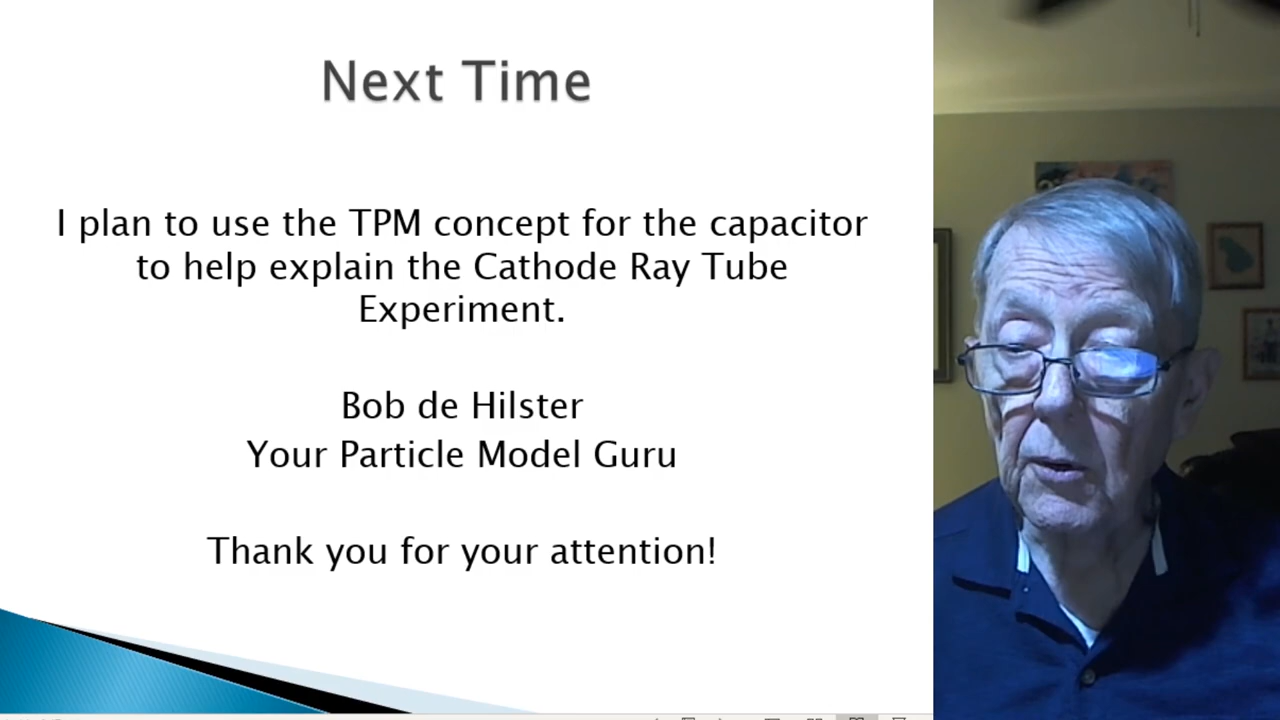 Next Time
I plan to use the TPM concept for the capacitor
to help explain the Cathode Ray Tube
Experiment.
Bob de Hilster
Your Particle Model Guru
Thank you for your attention!